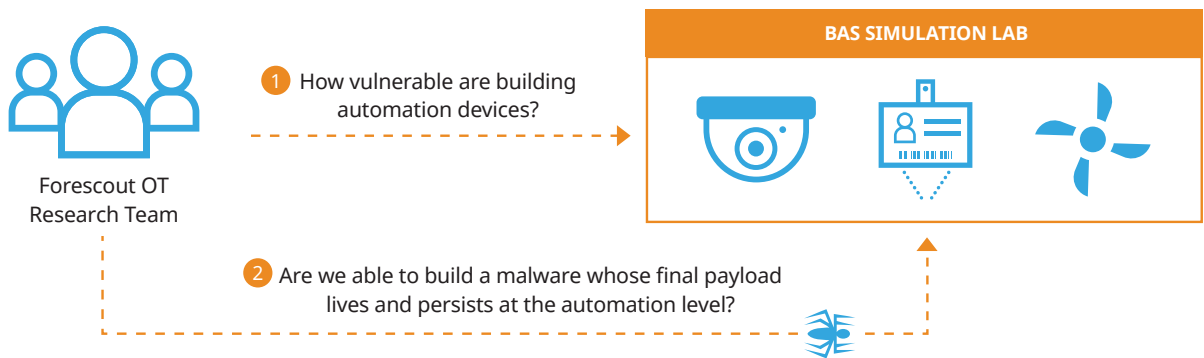 BAS SIMULATION LAB
1 How vulnerable are building
automation devices?
Forescout OT
Research Team
2 Are we able to build a malware whose final payload
lives and persists at the automation level?